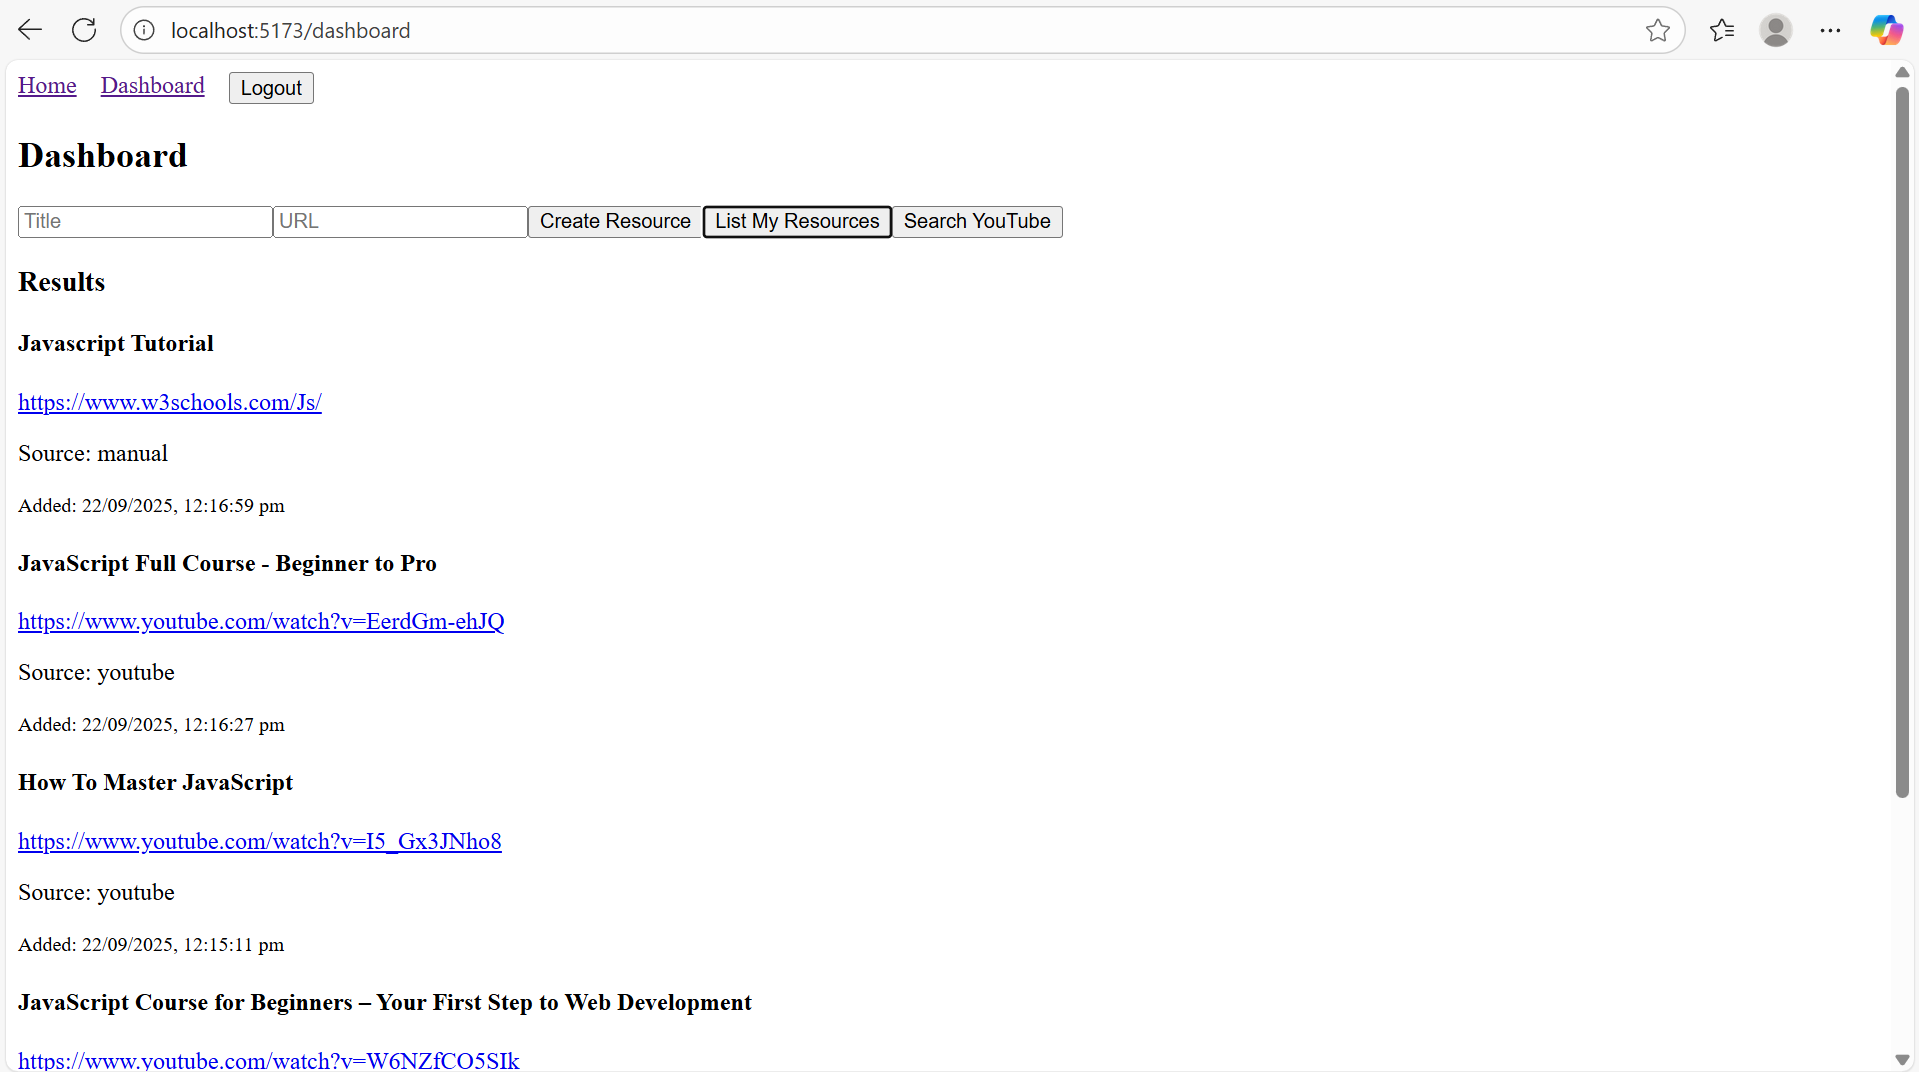 localhost:5173/dashboard
Home Dashboard Logout
Dashboard
Title URL Create Resource List My Resources Search YouTube
Results
Javascript Tutorial
https://www.w3schools.com/Js/
Source: manual
Added: 22/09/2025, 12:16:59 pm
JavaScript Full Course - Beginner to Pro
https://www.youtube.com/watch?v=EerdGm-ehJQ
Source: youtube
Added: 22/09/2025, 12:16:27 pm
How To Master JavaScript
https://www.youtube.com/watch?v=I5_Gx3JNho8
Source: youtube
Added: 22/09/2025, 12:15:11 pm
JavaScript Course for Beginners – Your First Step to Web Development
https://www.youtube.com/watch?v=W6NZfCO5SIk